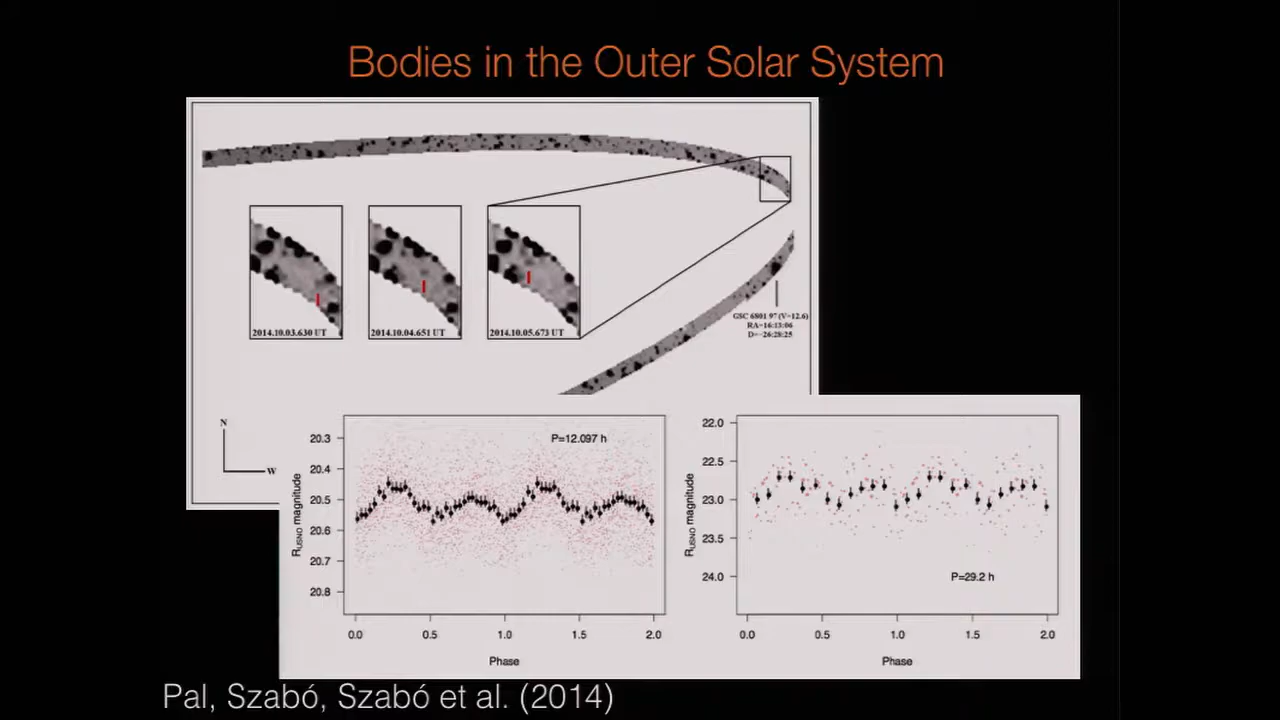 Bodies in the Outer Solar System
GSC 6801 97 (V=12.6)
RA=16:13:06
D=-26:28:25
2014.10.03.630 UT
2014.10.04.651 UT
2014.10.05.673 UT
N
W
P=12.097 h
20.3
20.4
20.5
20.6
20.7
20.8
R_USNO magnitude
0.0 0.5 1.0 1.5 2.0
Phase
22.0
22.5
23.0
23.5
24.0
R_USNO magnitude
P=29.2 h
0.0 0.5 1.0 1.5 2.0
Phase
Pal, Szabó, Szabó et al. (2014)